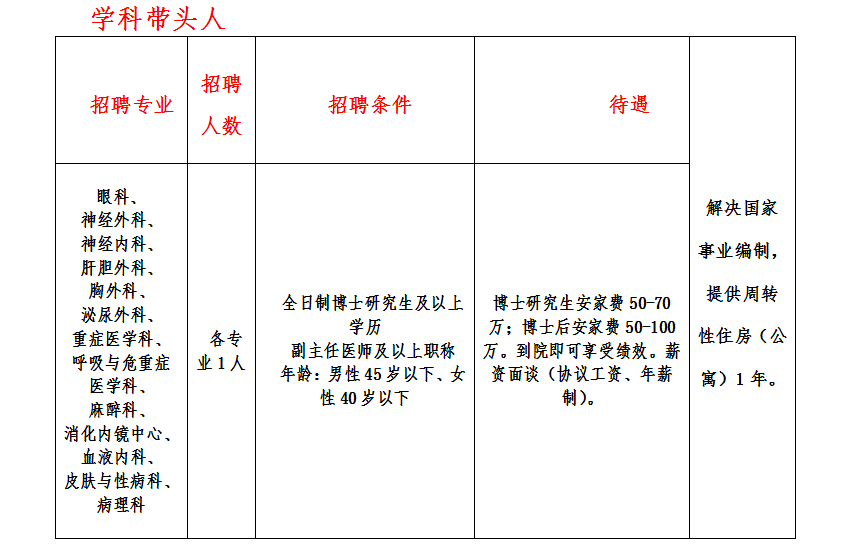 学科带头人
招聘专业
招聘
人数
招聘条件
待遇
眼科、
神经外科、
神经内科、
肝胆外科、
胸外科、
泌尿外科、
重症医学科、
呼吸与危重症
医学科、
麻醉科、
消化内镜中心、
血液内科、
皮肤与性病科、
病理科
各专
业1人
全日制博士研究生及以上
学历
副主任医师及以上职称
年龄：男性45岁以下、女
性40岁以下
博士研究生安家费50-70
万；博士后安家费50-100
万。到院即可享受绩效。薪
资面谈（协议工资、年薪
制）。
解决国家
事业编制，
提供周转
性住房（公
寓）1年。